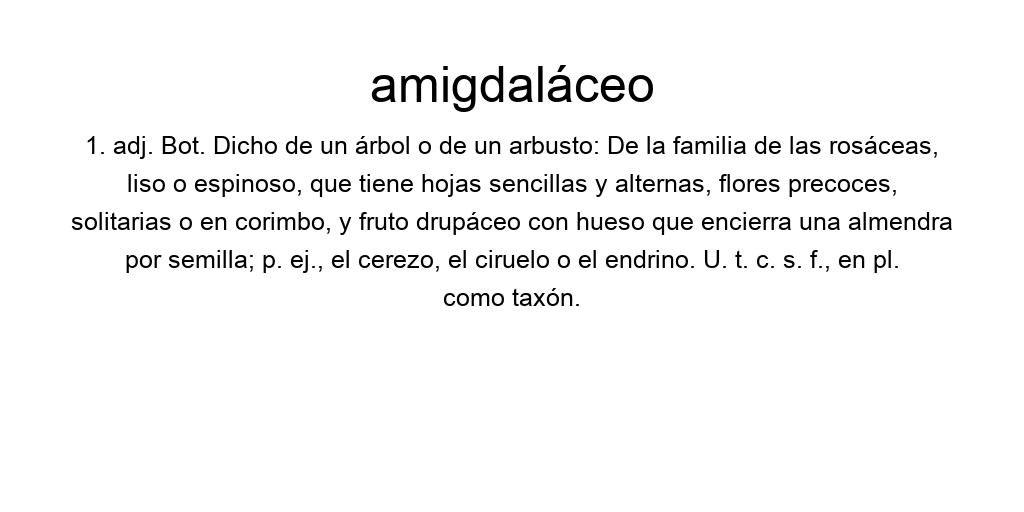 amigdaláceo
1. adj. Bot. Dicho de un árbol o de un arbusto: De la familia de las rosáceas,
liso o espinoso, que tiene hojas sencillas y alternas, flores precoces,
solitarias o en corimbo, y fruto drupáceo con hueso que encierra una almendra
por semilla; p. ej., el cerezo, el ciruelo o el endrino. U. t. c. s. f., en pl.
como taxón.